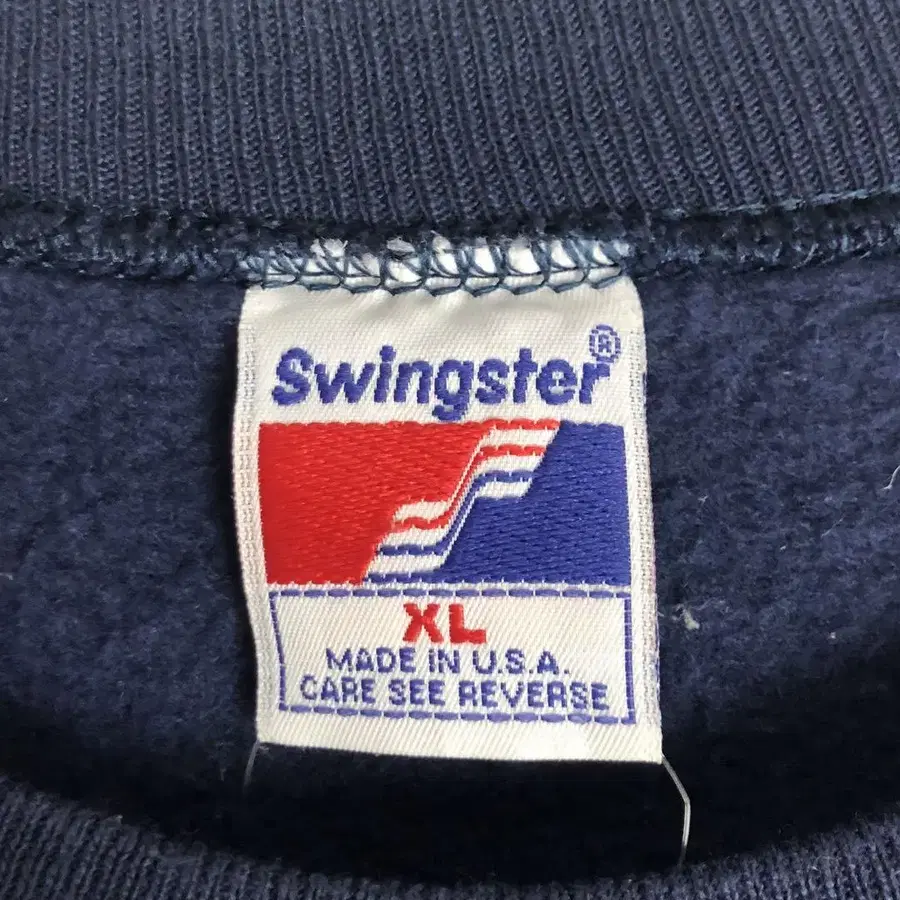 Swingster®
XL
MADE IN U.S.A.
CARE SEE REVERSE